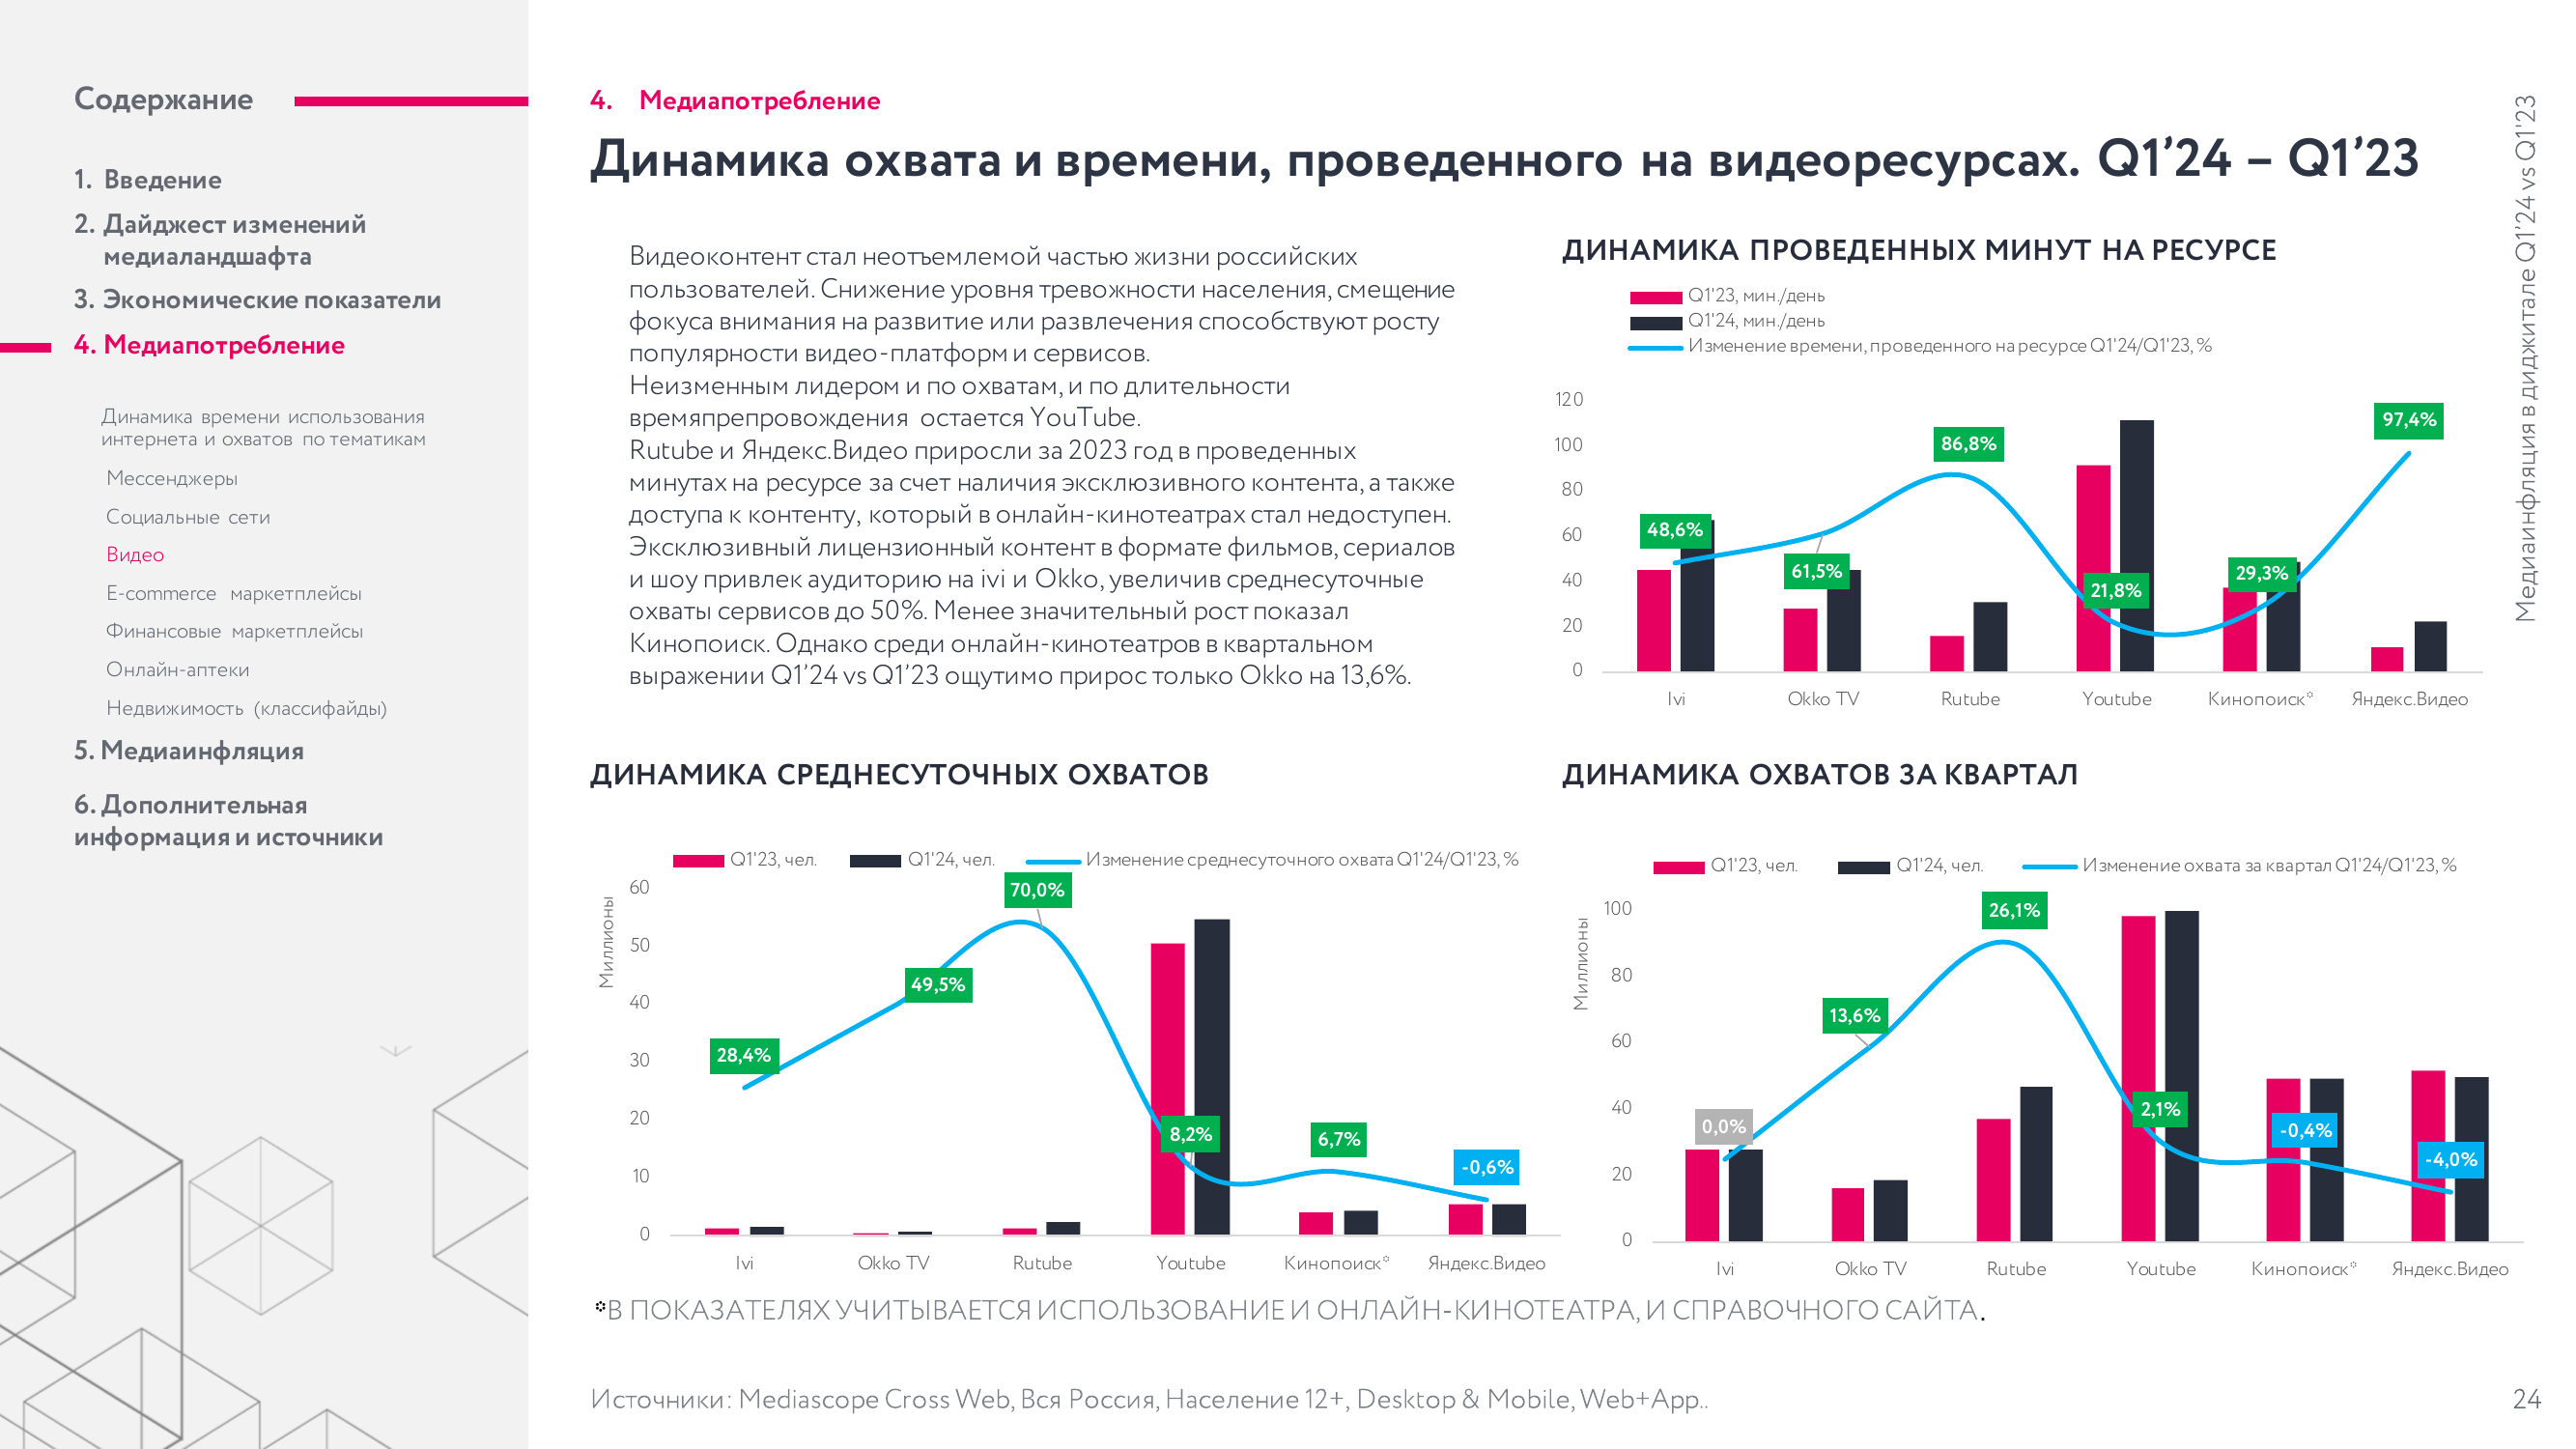 Содержание
1. Введение
2. Дайджест изменений
медиаландшафта
3. Экономические показатели
4. Медиапотребление
Динамика времени использования
интернета и охватов по тематикам
Мессенджеры
Социальные сети
Видео
E-commerce маркетплейсы
Финансовые маркетплейсы
Онлайн-аптеки
Недвижимость (классифайды)
5. Медиаинфляция
6. Дополнительная
информация и источники
4. Медиапотребление
Динамика охвата и времени, проведенного на видеоресурсах. Q1’24 – Q1’23
Видеоконтент стал неотъемлемой частью жизни российских
пользователей. Снижение уровня тревожности населения, смещение
фокуса внимания на развитие или развлечения способствуют росту
популярности видео-платформ и сервисов.
Неизменным лидером и по охватам, и по длительности
времяпрепровождения остается YouTube.
Rutube и Яндекс.Видео приросли за 2023 год в проведенных
минутах на ресурсе за счет наличия эксклюзивного контента, а также
доступа к контенту, который в онлайн-кинотеатрах стал недоступен.
Эксклюзивный лицензионный контент в формате фильмов, сериалов
и шоу привлек аудиторию на ivi и Okko, увеличив среднесуточные
охваты сервисов до 50%. Менее значительный рост показал
Кинопоиск. Однако среди онлайн-кинотеатров в квартальном
выражении Q1’24 vs Q1’23 ощутимо прирос только Okko на 13,6%.
ДИНАМИКА ПРОВЕДЕННЫХ МИНУТ НА РЕСУРСЕ
Q1'23, мин./день
Q1'24, мин./день
Изменение времени, проведенного на ресурсе Q1'24/Q1'23, %
120
100
80
60
40
20
0
48,6%
61,5%
86,8%
21,8%
29,3%
97,4%
Ivi
Okko TV
Rutube
Youtube
Кинопоиск*
Яндекс.Видео
ДИНАМИКА СРЕДНЕСУТОЧНЫХ ОХВАТОВ
Q1'23, чел.
Q1'24, чел.
Изменение среднесуточного охвата Q1'24/Q1'23, %
Миллионы
60
50
40
30
20
10
0
28,4%
49,5%
70,0%
8,2%
6,7%
-0,6%
Ivi
Okko TV
Rutube
Youtube
Кинопоиск*
Яндекс.Видео
ДИНАМИКА ОХВАТОВ ЗА КВАРТАЛ
Q1'23, чел.
Q1'24, чел.
Изменение охвата за квартал Q1'24/Q1'23, %
Миллионы
100
80
60
40
20
0
0,0%
13,6%
26,1%
2,1%
-0,4%
-4,0%
Ivi
Okko TV
Rutube
Youtube
Кинопоиск*
Яндекс.Видео
*В ПОКАЗАТЕЛЯХ УЧИТЫВАЕТСЯ ИСПОЛЬЗОВАНИЕ И ОНЛАЙН-КИНОТЕАТРА, И СПРАВОЧНОГО САЙТА.
Источники: Mediascope Cross Web, Вся Россия, Население 12+, Desktop & Mobile, Web+App..
Медиаинфляция в диджитале Q1'24 vs Q1'23
24